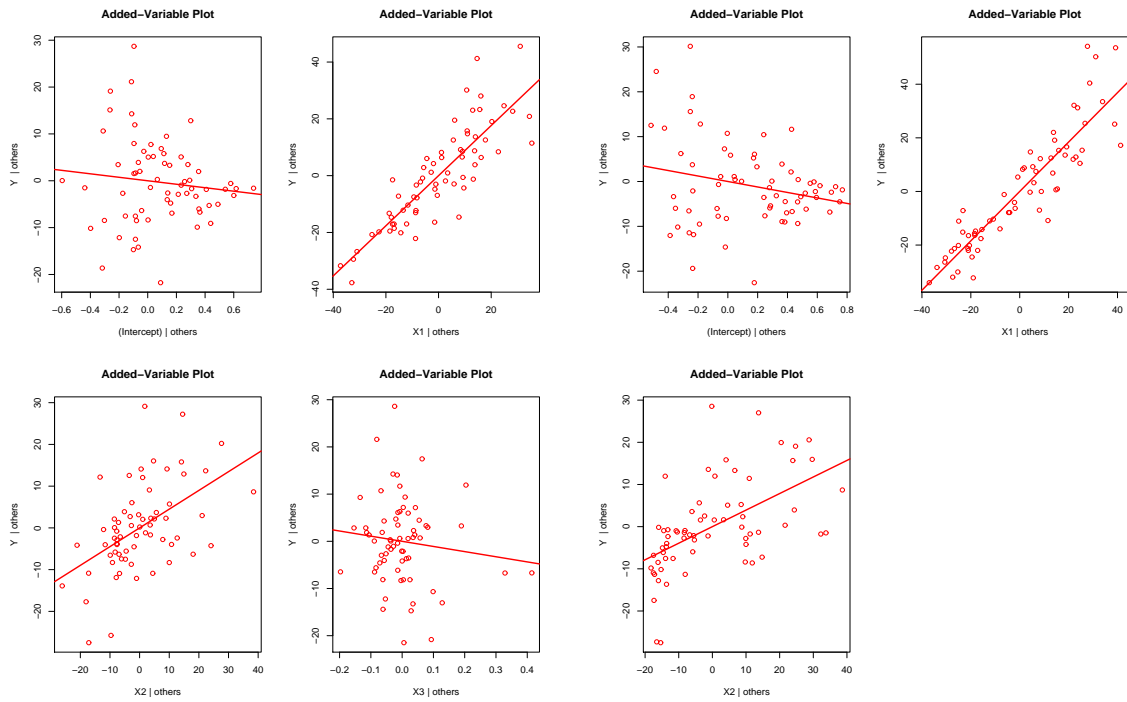 Added−Variable Plot
30
20
10
0
−10
−20
Y | others
−0.6 −0.4 −0.2 0.0 0.2 0.4 0.6
(Intercept) | others
Added−Variable Plot
40
20
0
−20
−40
Y | others
−20 0 20
X1 | others
Added−Variable Plot
30
20
10
0
−10
−20
Y | others
−0.4 −0.2 0.0 0.2 0.4 0.6 0.8
(Intercept) | others
Added−Variable Plot
40
20
0
−20
Y | others
−40 −20 0 20 40
X1 | others
Added−Variable Plot
30
20
10
0
−10
−20
Y | others
−20 −10 0 10 20 30 40
X2 | others
Added−Variable Plot
30
20
10
0
−10
−20
Y | others
−0.2 −0.1 0.0 0.1 0.2 0.3 0.4
X3 | others
Added−Variable Plot
30
20
10
0
−10
−20
Y | others
−20 −10 0 10 20 30 40
X2 | others